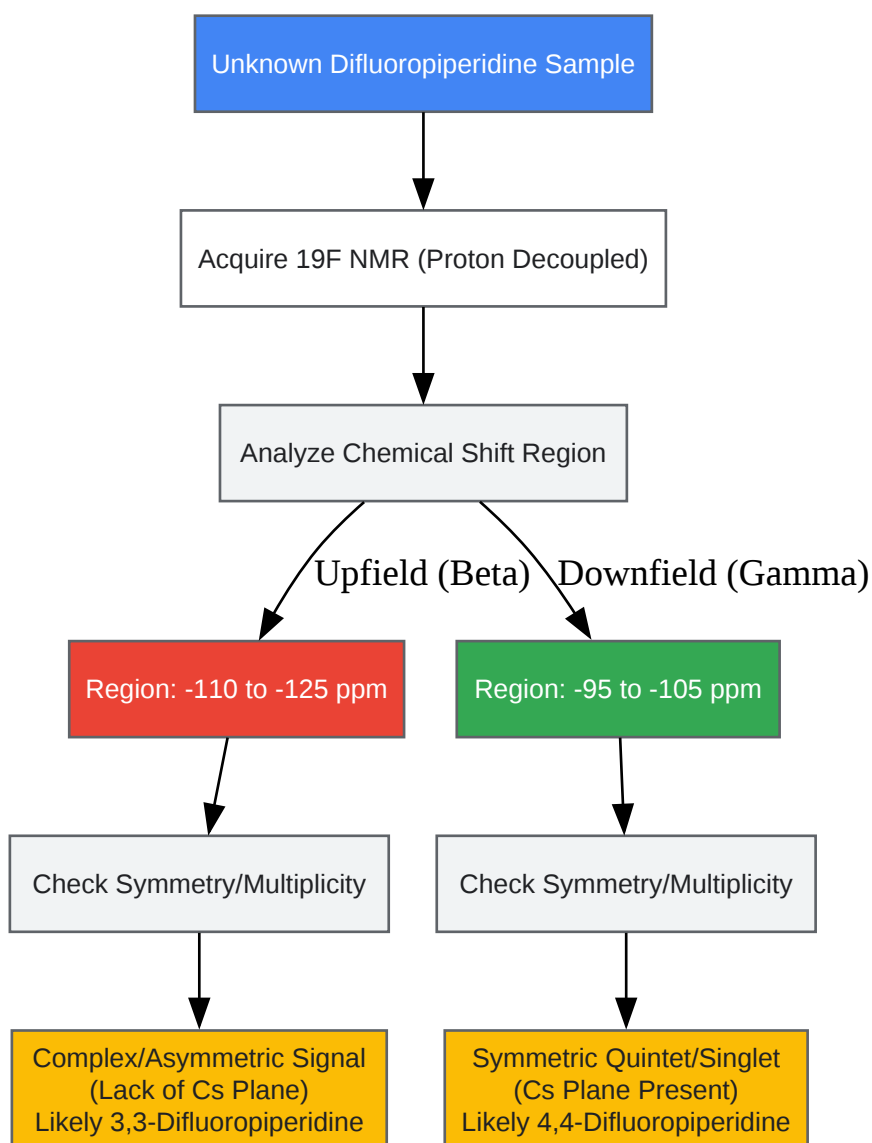 Unknown Difluoropiperidine Sample
Acquire 19F NMR (Proton Decoupled)
Analyze Chemical Shift Region
Upfield (Beta)
Downfield (Gamma)
Region: -110 to -125 ppm
Region: -95 to -105 ppm
Check Symmetry/Multiplicity
Check Symmetry/Multiplicity
Complex/Asymmetric Signal
(Lack of Cs Plane)
Likely 3,3-Difluoropiperidine
Symmetric Quintet/Singlet
(Cs Plane Present)
Likely 4,4-Difluoropiperidine